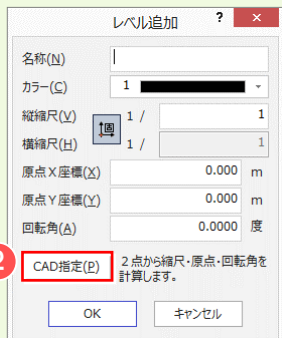 レベル追加 ? ×
名称(N)
カラー(C) 1
縦縮尺(V) 1 / 1
横縮尺(H) 固 1 / 1
原点X座標(X) 0.000 m
原点Y座標(Y) 0.000 m
回転角(A) 0.0000 度
2 CAD指定(P) 2点から縮尺・原点・回転角を
計算します。
OK キャンセル